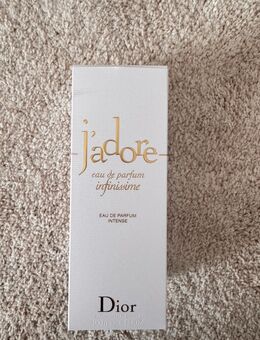 j'adore
eau de parfum
infinissime
EAU DE PARFUM
INTENSE
Dior